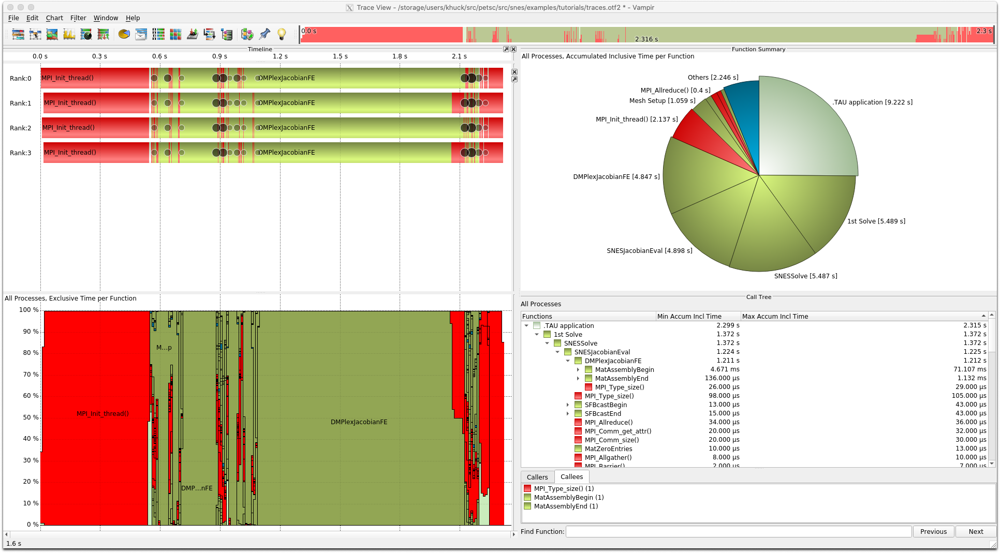 Trace View - /storage/users/khuck/src/petsc/src/snes/examples/tutorials/traces.otf2 * - Vampir
File Edit Chart Filter Window Help
0.0 s 2.316 s 2.3 s
Timeline
0.0 s 0.3 s 0.6 s 0.9 s 1.2 s 1.5 s 1.8 s 2.1 s
Rank:0 MPI_Init_thread() DMPlexJacobianFE
Rank:1 MPI_Init_thread() DMPlexJacobianFE
Rank:2 MPI_Init_thread() DMPlexJacobianFE
Rank:3 MPI_Init_thread() DMPlexJacobianFE
All Processes, Exclusive Time per Function
100 %
90 %
80 %
70 %
60 %
50 %
40 %
30 %
20 %
10 %
0 %
M...p
MPI_Init_thread()
DMPlexJacobianFE
DMP...nFE
1.6 s
Function Summary
All Processes, Accumulated Inclusive Time per Function
Others [2.246 s]
MPI_Allreduce() [0.4 s]
Mesh Setup [1.059 s]
.TAU application [9.222 s]
MPI_Init_thread() [2.137 s]
DMPlexJacobianFE [4.847 s]
1st Solve [5.489 s]
SNESJacobianEval [4.898 s]
SNESSolve [5.487 s]
Call Tree
All Processes
Functions Min Accum Incl Time Max Accum Incl Time
.TAU application 2.299 s 2.315 s
1st Solve 1.372 s 1.372 s
SNESSolve 1.372 s 1.372 s
SNESJacobianEval 1.224 s 1.225 s
DMPlexJacobianFE 1.211 s 1.212 s
MatAssemblyBegin 4.671 ms 71.107 ms
MatAssemblyEnd 136.000 µs 1.132 ms
MPI_Type_size() 26.000 µs 29.000 µs
MPI_Type_size() 98.000 µs 105.000 µs
SFBcastBegin 13.000 µs 43.000 µs
SFBcastEnd 15.000 µs 43.000 µs
MPI_Allreduce() 34.000 µs 36.000 µs
MPI_Comm_get_attr() 20.000 µs 32.000 µs
MPI_Comm_size() 20.000 µs 30.000 µs
MatZeroEntries 10.000 µs 13.000 µs
MPI_Allgather() 8.000 µs 10.000 µs
MPI_Barrier() 2.000 µs 7.000 µs
Callers Callees
MPI_Type_size() (1)
MatAssemblyBegin (1)
MatAssemblyEnd (1)
Find Function: Previous Next